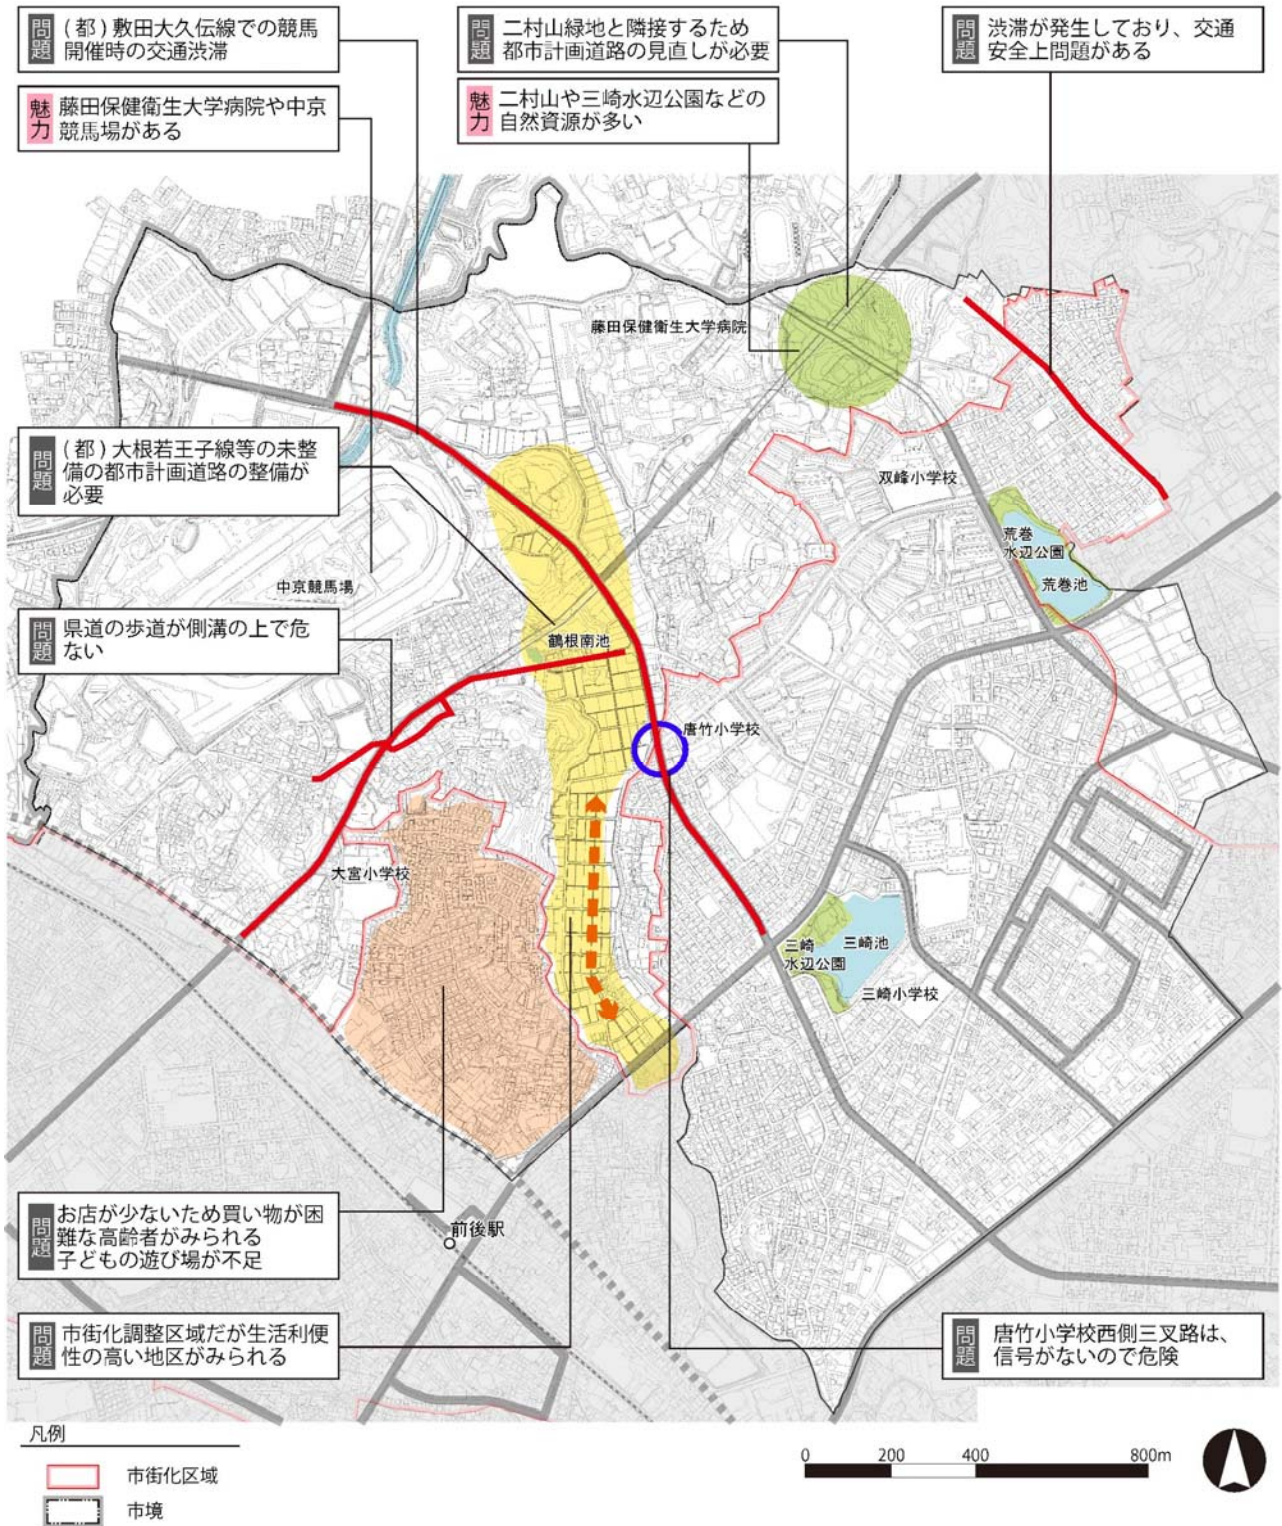 問題
(都)敷田大久伝線での競馬
開催時の交通渋滞
魅力
藤田保健衛生大学病院や中京
競馬場がある
問題
二村山緑地と隣接するため
都市計画道路の見直しが必要
魅力
二村山や三崎水辺公園などの
自然資源が多い
問題
渋滞が発生しており、交通
安全上問題がある
藤田保健衛生大学病院
問題
(都)大根若王子線等の未整
備の都市計画道路の整備が
必要
双峰小学校
荒巻
水辺公園
荒巻池
中京競馬場
問題
県道の歩道が側溝の上で危
ない
鶴根南池
唐竹小学校
大宮小学校
三崎
水辺公園
三崎池
三崎小学校
問題
お店が少ないため買い物が困
難な高齢者がみられる
子どもの遊び場が不足
前後駅
問題
市街化調整区域だが生活利便
性の高い地区がみられる
問題
唐竹小学校西側三叉路は、
信号がないので危険
凡例
市街化区域
市境
0 200 400 800m